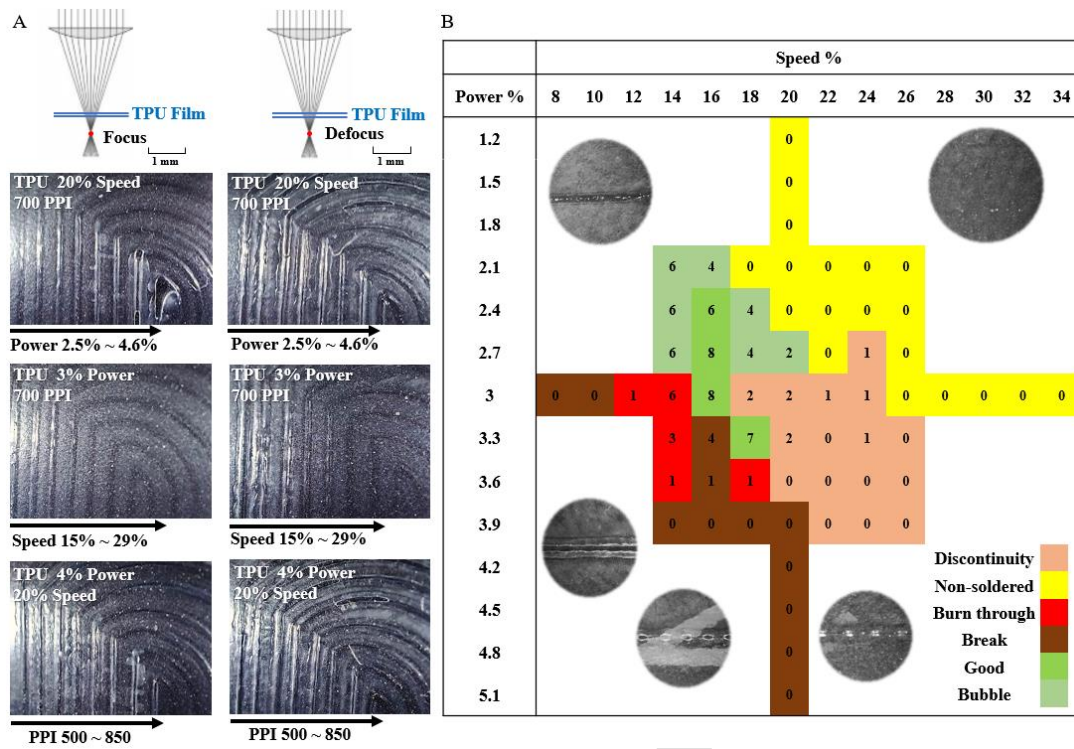 A
TPU Film
Focus
1 mm
TPU Film
Defocus
1 mm
TPU 20% Speed
700 PPI
Power 2.5% ~ 4.6%
TPU 20% Speed
700 PPI
Power 2.5% ~ 4.6%
TPU 3% Power
700 PPI
Speed 15% ~ 29%
TPU 3% Power
700 PPI
Speed 15% ~ 29%
TPU 4% Power
20% Speed
PPI 500 ~ 850
TPU 4% Power
20% Speed
PPI 500 ~ 850
B
Speed %
Power % 8 10 12 14 16 18 20 22 24 26 28 30 32 34
1.2 0
1.5 0
1.8 0
2.1 6 4 0 0 0 0 0
2.4 6 6 4 0 0 0 0
2.7 6 8 4 2 0 1 0
3 0 0 1 6 8 2 2 1 1 0 0 0 0 0
3.3 3 4 7 2 0 1 0
3.6 1 1 1 0 0 0 0
3.9 0 0 0 0 0 0 0
4.2 0
4.5 0
4.8 0
5.1 0
Discontinuity
Non-soldered
Burn through
Break
Good
Bubble